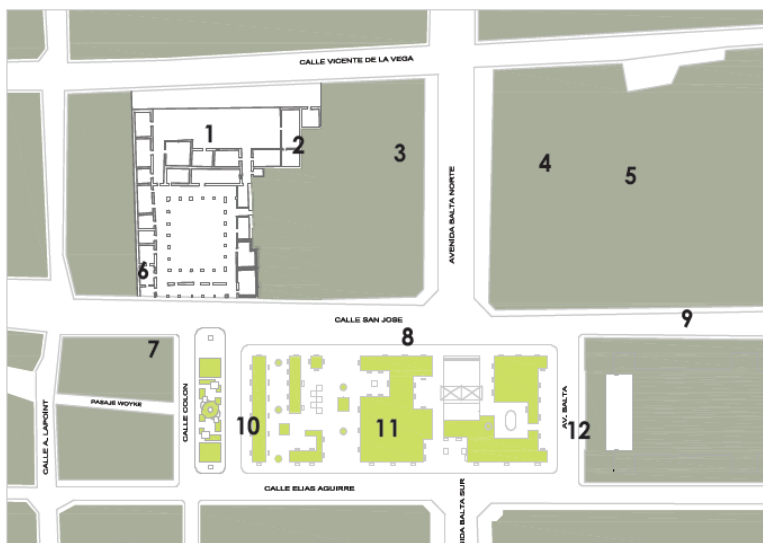 CALLE VICENTE DE LA VEGA
1
2
3
4
5
AVENIDA BALTA NORTE
6
CALLE SAN JOSE
9
8
7
PASAJE WOYKE
CALLE A. LAPOINT
CALLE COLON
10
11
AV. BALTA
12
CALLE ELIAS AGUIRRE
NIDA BALTA SUR